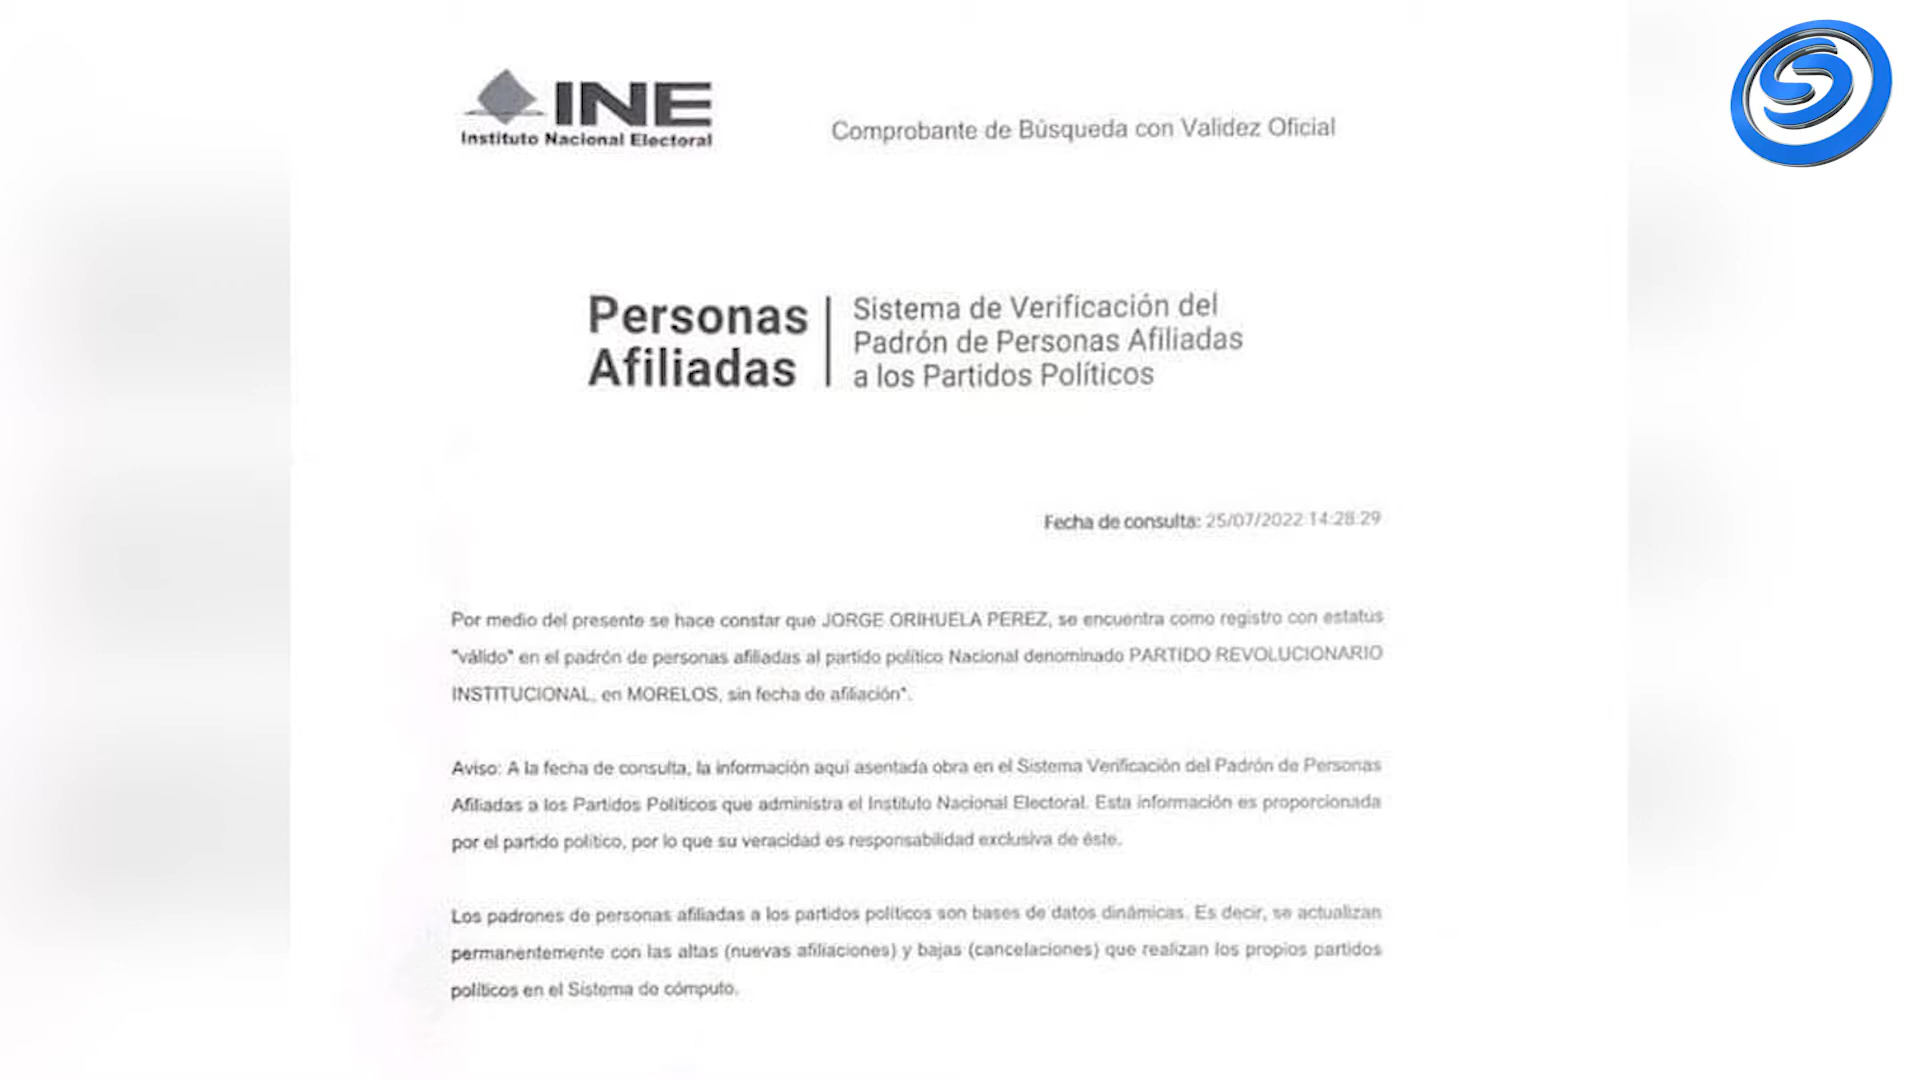 INE
Instituto Nacional Electoral
Comprobante de Búsqueda con Validez Oficial
Personas
Afiliadas
Sistema de Verificación del
Padrón de Personas Afiliadas
a los Partidos Políticos
Fecha de consulta: 25/07/2022 14:28:29
Por medio del presente se hace constar que JORGE ORIHUELA PEREZ, se encuentra como registro con estatus
"válido" en el padrón de personas afiliadas al partido político Nacional denominado PARTIDO REVOLUCIONARIO
INSTITUCIONAL, en MORELOS, sin fecha de afiliación*.
Aviso: A la fecha de consulta, la información aquí asentada obra en el Sistema Verificación del Padrón de Personas
Afiliadas a los Partidos Políticos que administra el Instituto Nacional Electoral. Esta información es proporcionada
por el partido político, por lo que su veracidad es responsabilidad exclusiva de éste.
Los padrones de personas afiliadas a los partidos políticos son bases de datos dinámicas. Es decir, se actualizan
permanentemente con las altas (nuevas afiliaciones) y bajas (cancelaciones) que realizan los propios partidos
políticos en el Sistema de cómputo.